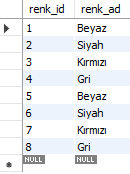 renk_id renk_ad
1 Beyaz
2 Siyah
3 Kırmızı
4 Gri
5 Beyaz
6 Siyah
7 Kırmızı
8 Gri
NULL NULL